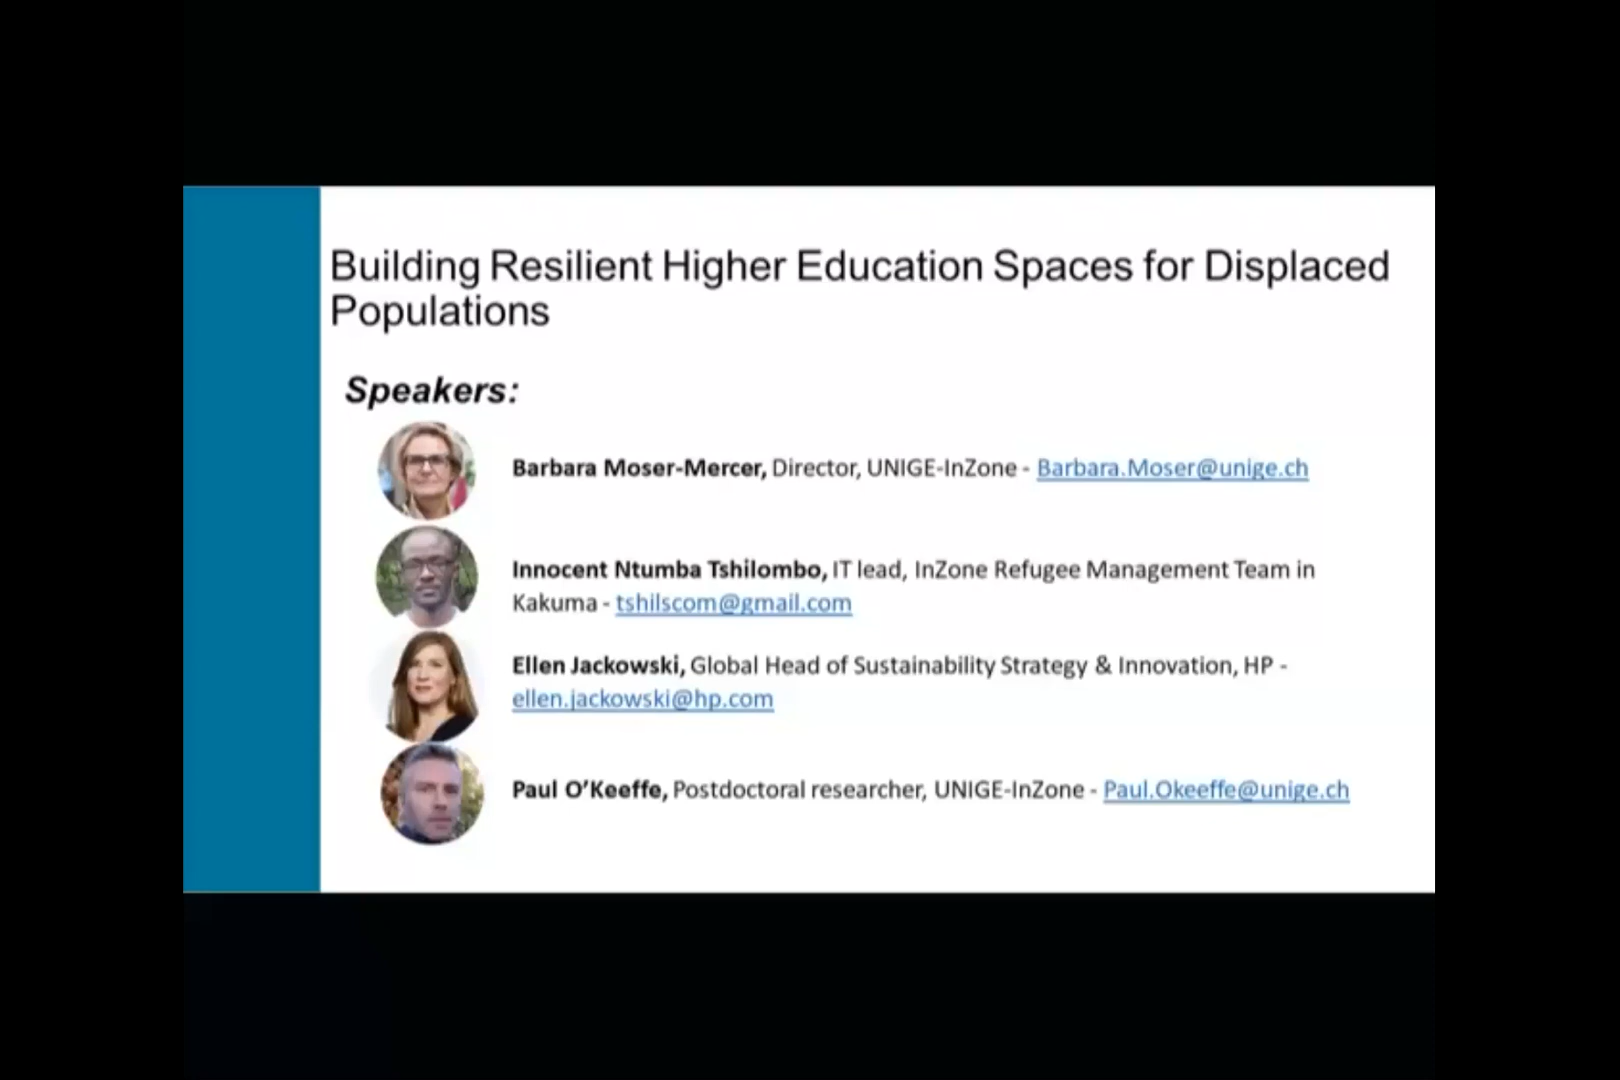 Building Resilient Higher Education Spaces for Displaced
Populations
Speakers:
Barbara Moser-Mercer, Director, UNIGE-InZone - Barbara.Moser@unige.ch
Innocent Ntumba Tshilombo, IT lead, InZone Refugee Management Team in
Kakuma - tshilscom@gmail.com
Ellen Jackowski, Global Head of Sustainability Strategy & Innovation, HP -
ellen.jackowski@hp.com
Paul O’Keeffe, Postdoctoral researcher, UNIGE-InZone - Paul.Okeeffe@unige.ch